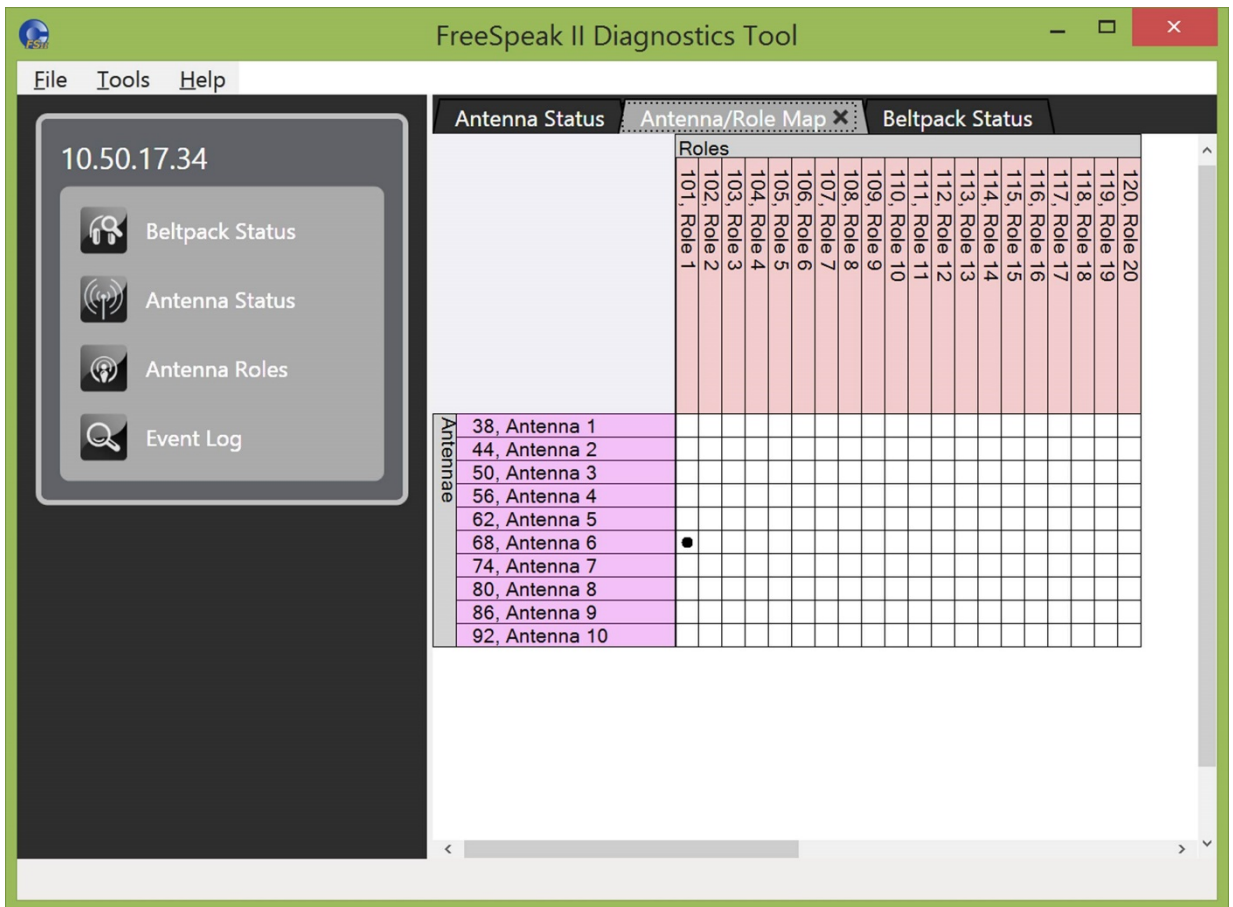 FreeSpeak II Diagnostics Tool
File Tools Help
10.50.17.34
Beltpack Status
Antenna Status
Antenna Roles
Event Log
Antenna Status Antenna/Role Map Beltpack Status
Roles
101, Role 1
102, Role 2
103, Role 3
104, Role 4
105, Role 5
106, Role 6
107, Role 7
108, Role 8
109, Role 9
110, Role 10
111, Role 11
112, Role 12
113, Role 13
114, Role 14
115, Role 15
116, Role 16
117, Role 17
118, Role 18
119, Role 19
120, Role 20
Antennae
38, Antenna 1
44, Antenna 2
50, Antenna 3
56, Antenna 4
62, Antenna 5
68, Antenna 6
74, Antenna 7
80, Antenna 8
86, Antenna 9
92, Antenna 10